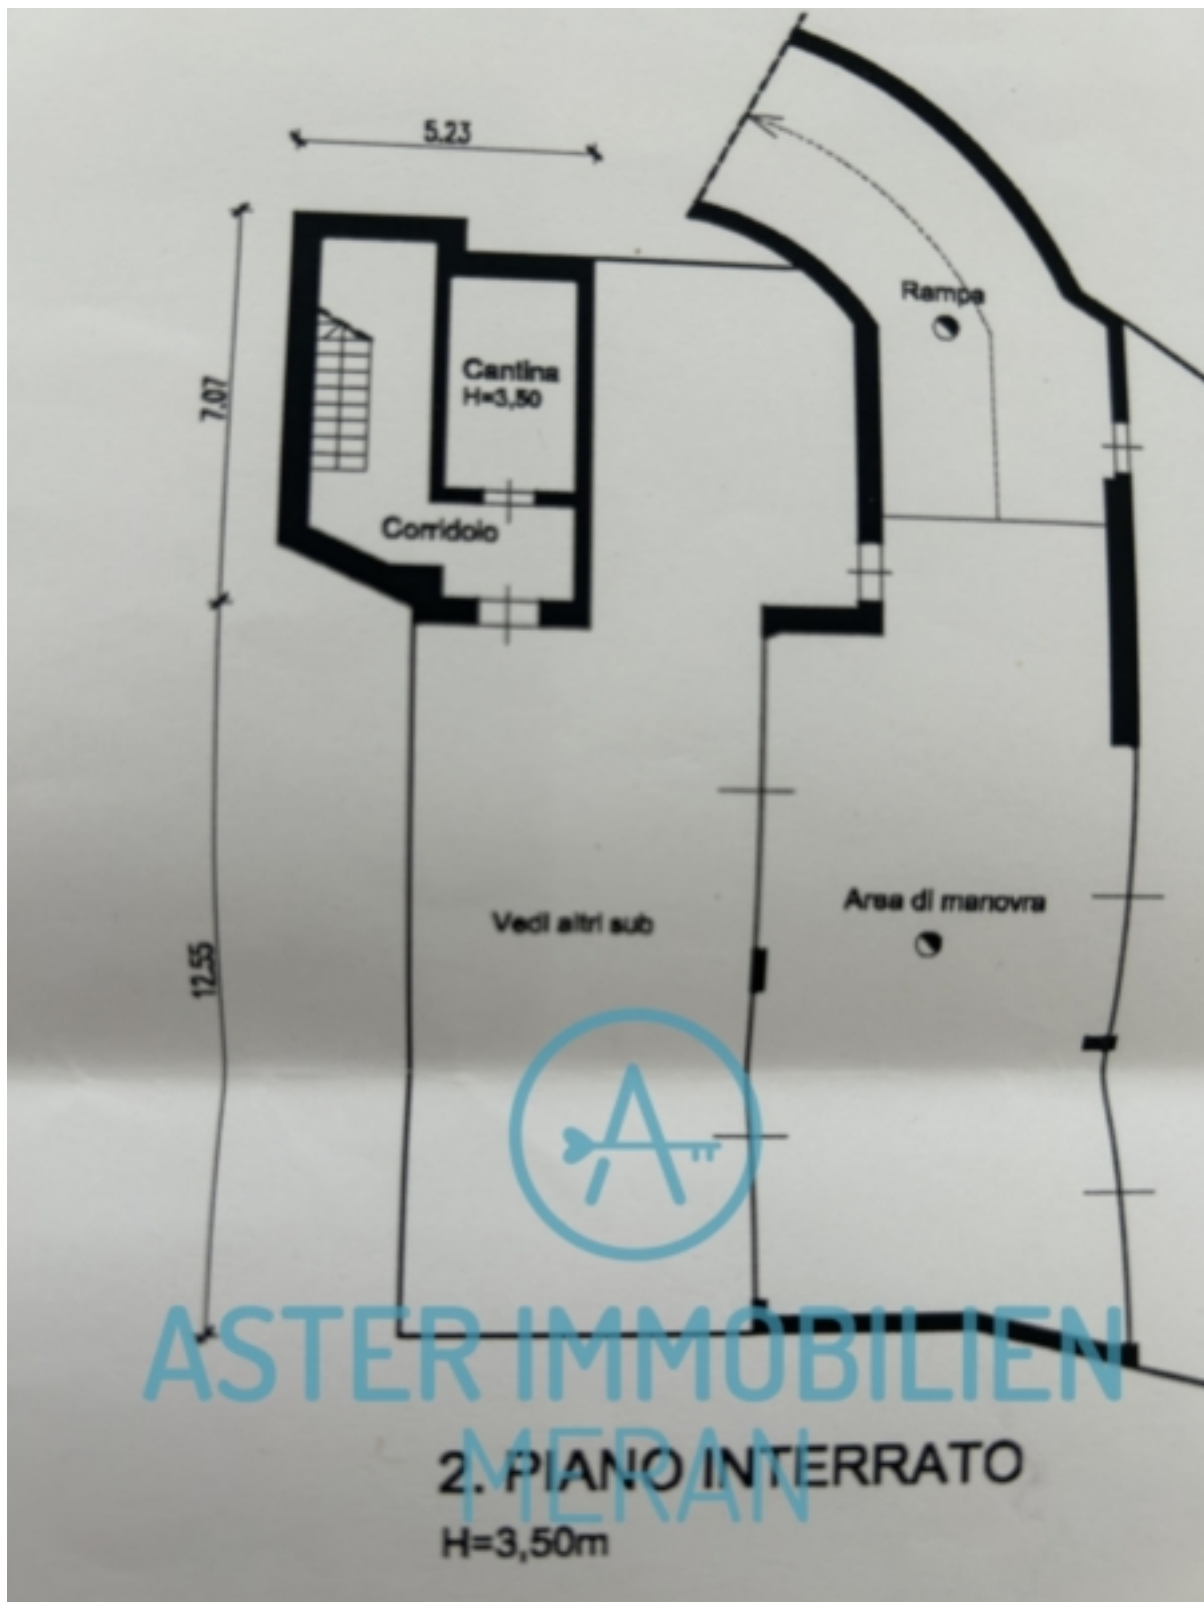 5.23
Rampa
Cantina
H=3,50
7.07
Corridoio
Area di manovra
Vedi altri sub
12.55
ASTER IMMOBILIEN
MERAN
2. PIANO INTERRATO
H=3,50m